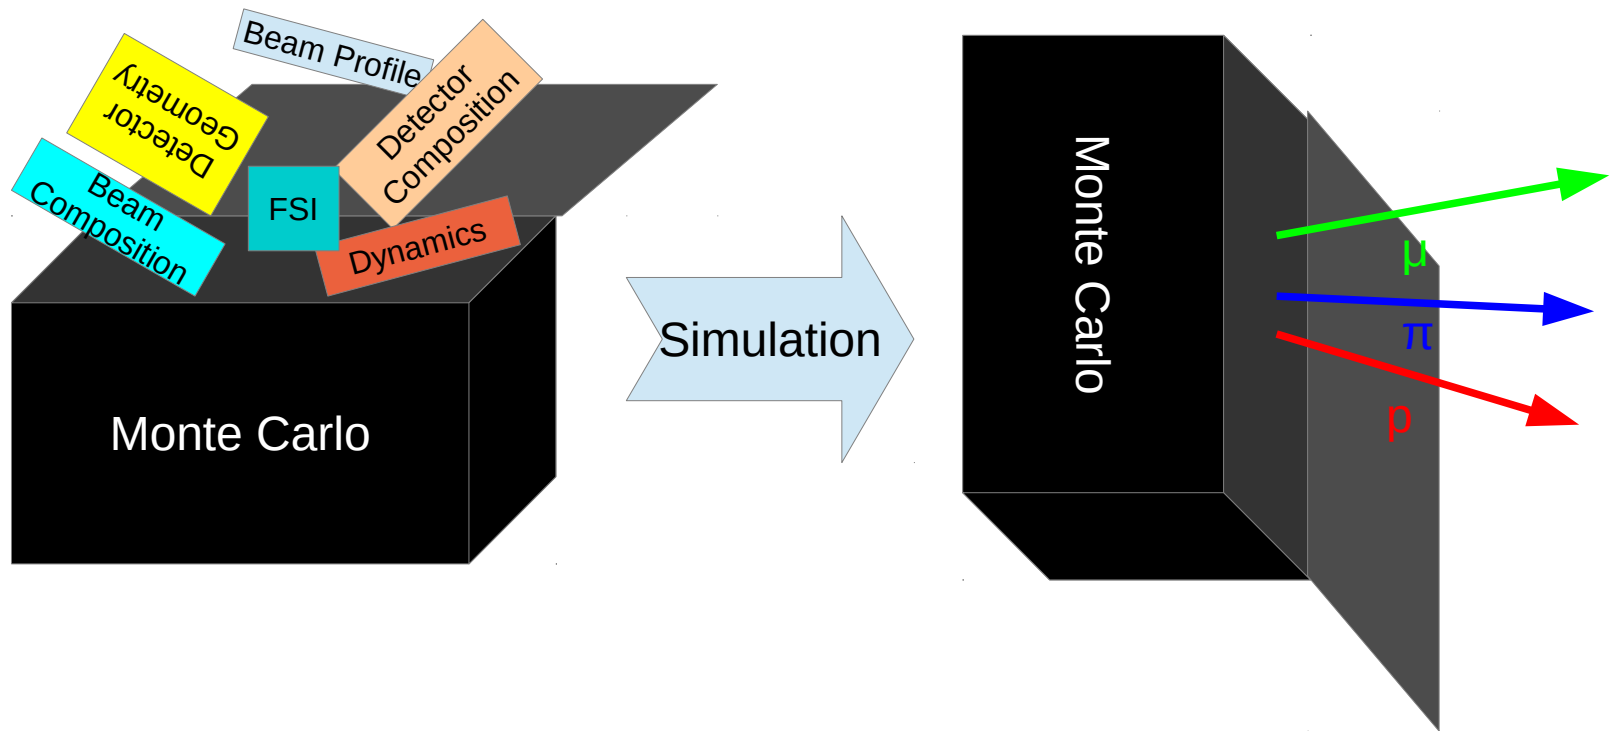 Beam Profile
Detector
Geometry
Detector
Composition
Beam
Composition
FSI
Dynamics
Monte Carlo
Simulation
Monte Carlo
μ
π
p